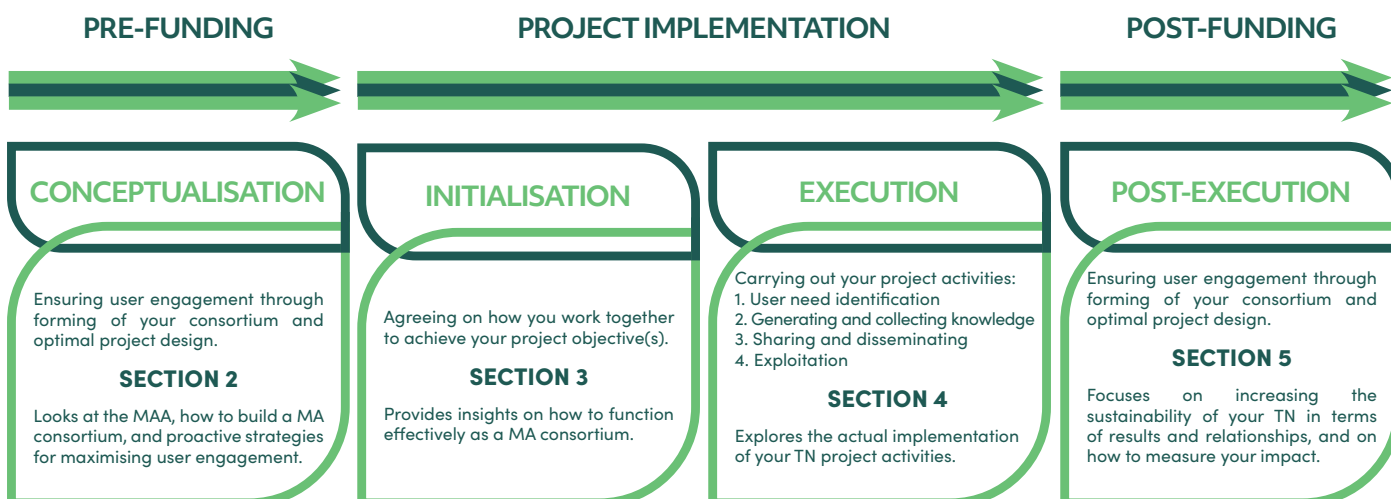 PRE-FUNDING
PROJECT IMPLEMENTATION
POST-FUNDING
CONCEPTUALISATION
Ensuring user engagement through
forming of your consortium and
optimal project design.
SECTION 2
Looks at the MAA, how to build a MA
consortium, and proactive strategies
for maximising user engagement.
INITIALISATION
Agreeing on how you work together
to achieve your project objective(s).
SECTION 3
Provides insights on how to function
effectively as a MA consortium.
EXECUTION
Carrying out your project activities:
1. User need identification
2. Generating and collecting knowledge
3. Sharing and disseminating
4. Exploitation
SECTION 4
Explores the actual implementation
of your TN project activities.
POST-EXECUTION
Ensuring user engagement through
forming of your consortium and
optimal project design.
SECTION 5
Focuses on increasing the
sustainability of your TN in terms
of results and relationships, and on
how to measure your impact.